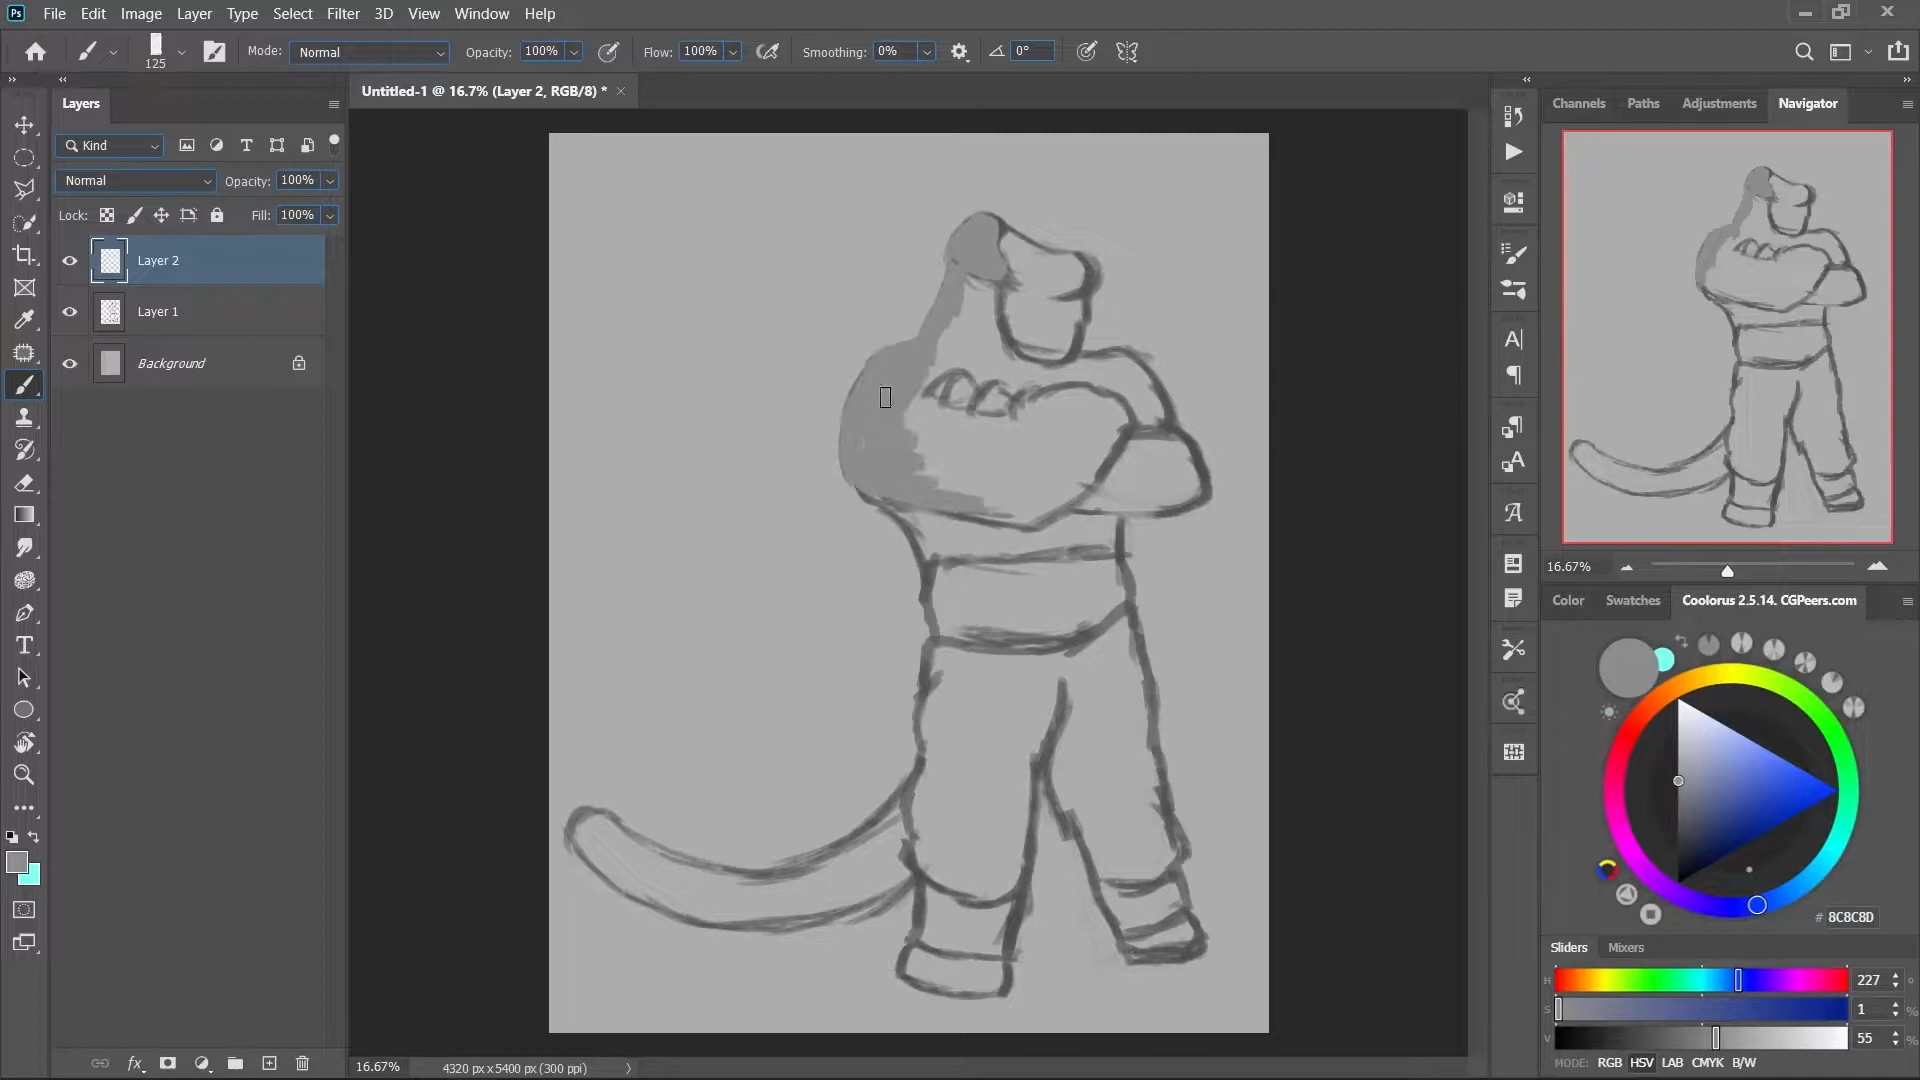 Ps File Edit Image Layer Type Select Filter 3D View Window Help
125 Mode: Normal Opacity: 100% Flow: 100% Smoothing: 0% 0°
Untitled-1 @ 16.7% (Layer 2, RGB/8) *
Layers
Kind
Normal Opacity: 100%
Lock: Fill: 100%
Layer 2
Layer 1
Background
fx
16.67% 4320 px x 5400 px (300 ppi)
Channels Paths Adjustments Navigator
16.67%
Color Swatches Coolorus 2.5.14. CGPeers.com
# 8C8C8D
Sliders Mixers
H 227 °
S 1 %
V 55 %
MODE: RGB HSV LAB CMYK B/W